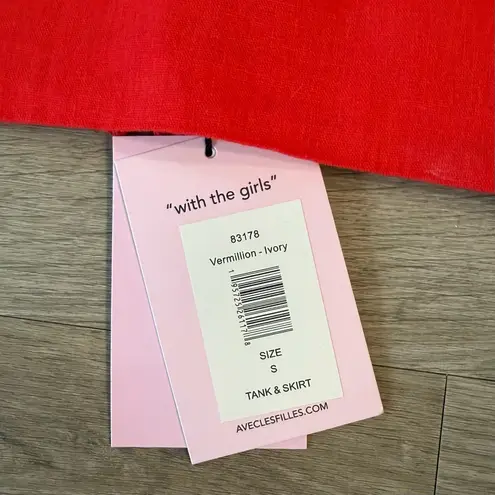 "with the girls"
83178
Vermillion - Ivory
SIZE
S
TANK & SKIRT
AVECLESFILLES.COM